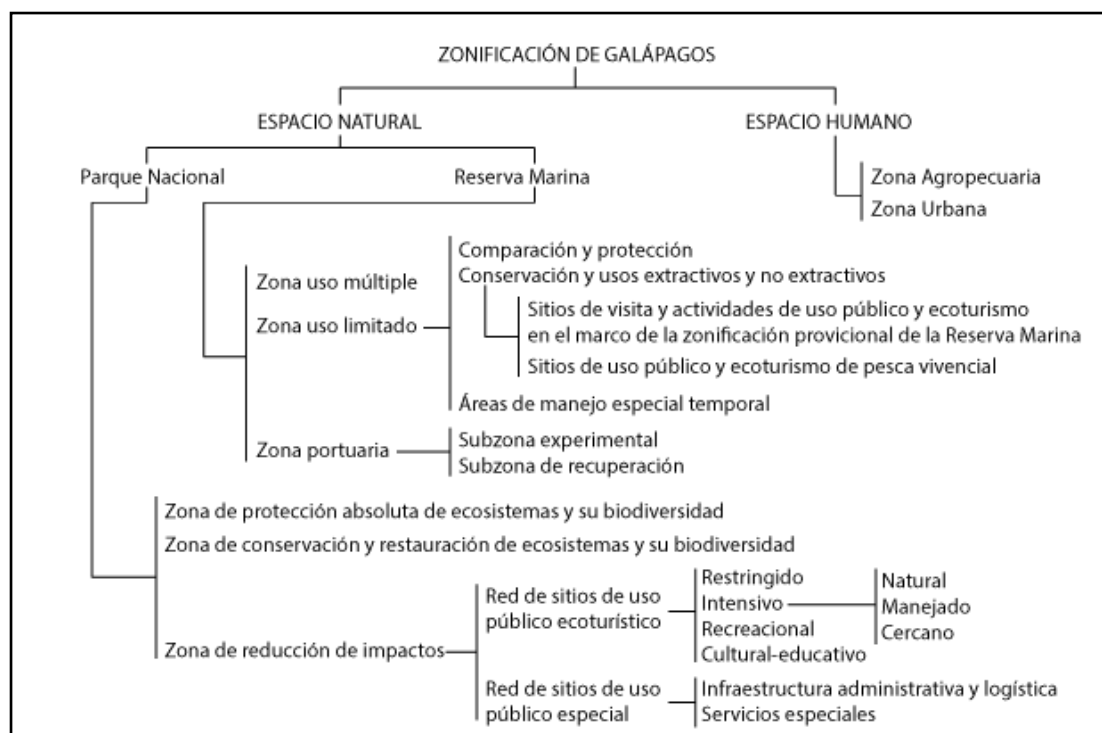 ZONIFICACIÓN DE GALÁPAGOS
ESPACIO NATURAL
ESPACIO HUMANO
Parque Nacional
Reserva Marina
Zona Agropecuaria
Zona Urbana
Zona uso múltiple
Zona uso limitado
Comparación y protección
Conservación y usos extractivos y no extractivos
Sitios de visita y actividades de uso público y ecoturismo
en el marco de la zonificación provicional de la Reserva Marina
Sitios de uso público y ecoturismo de pesca vivencial
Áreas de manejo especial temporal
Zona portuaria
Subzona experimental
Subzona de recuperación
Zona de protección absoluta de ecosistemas y su biodiversidad
Zona de conservación y restauración de ecosistemas y su biodiversidad
Zona de reducción de impactos
Red de sitios de uso
público ecoturístico
Restringido
Intensivo
Recreacional
Cultural-educativo
Natural
Manejado
Cercano
Red de sitios de uso
público especial
Infraestructura administrativa y logística
Servicios especiales